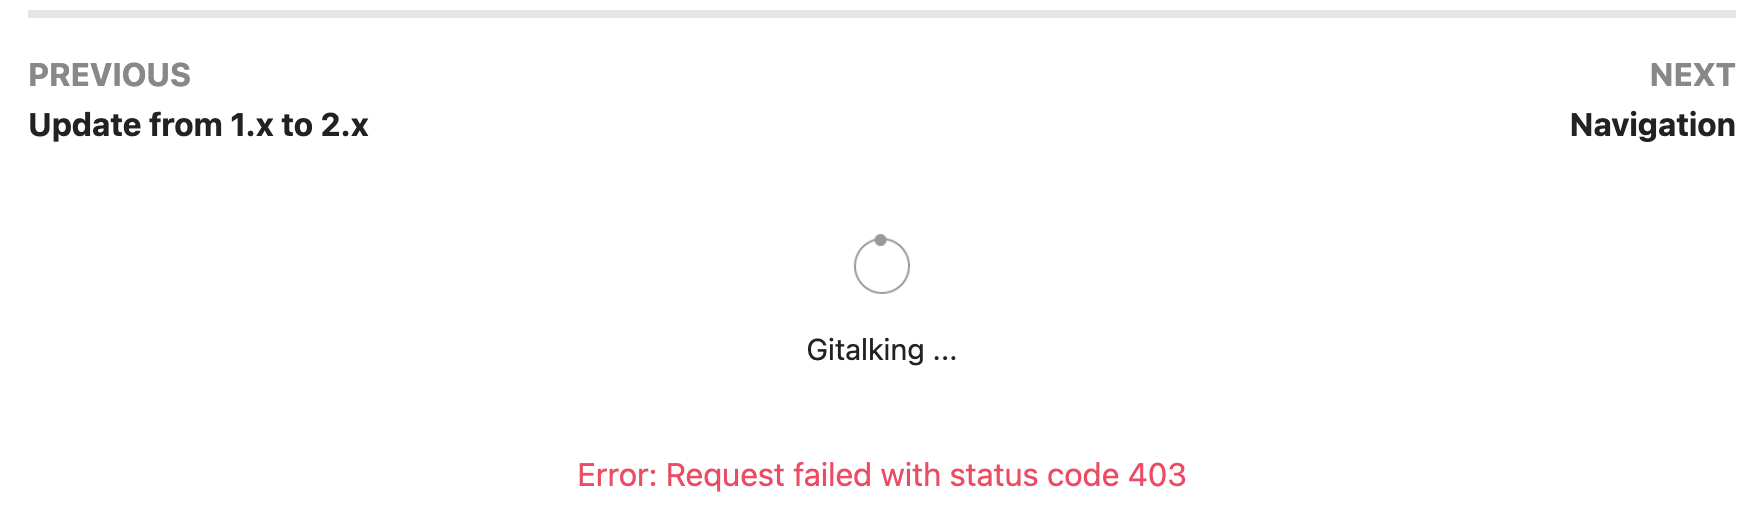 PREVIOUS
Update from 1.x to 2.x
NEXT
Navigation
Gitalking ...
Error: Request failed with status code 403